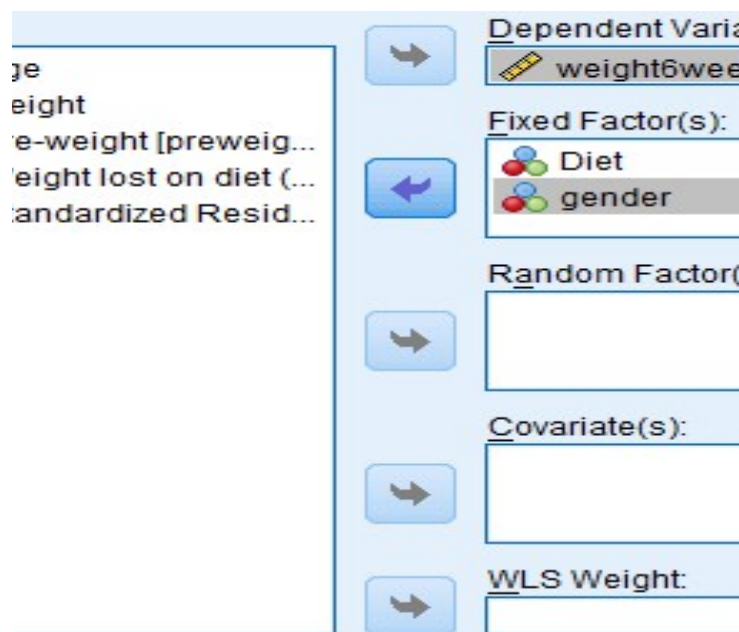 ge
eight
e-weight [preweig...
eight lost on diet (...
tandardized Resid...
Dependent Varia
weight6wee
Fixed Factor(s):
Diet
gender
Random Factor(
Covariate(s):
WLS Weight: